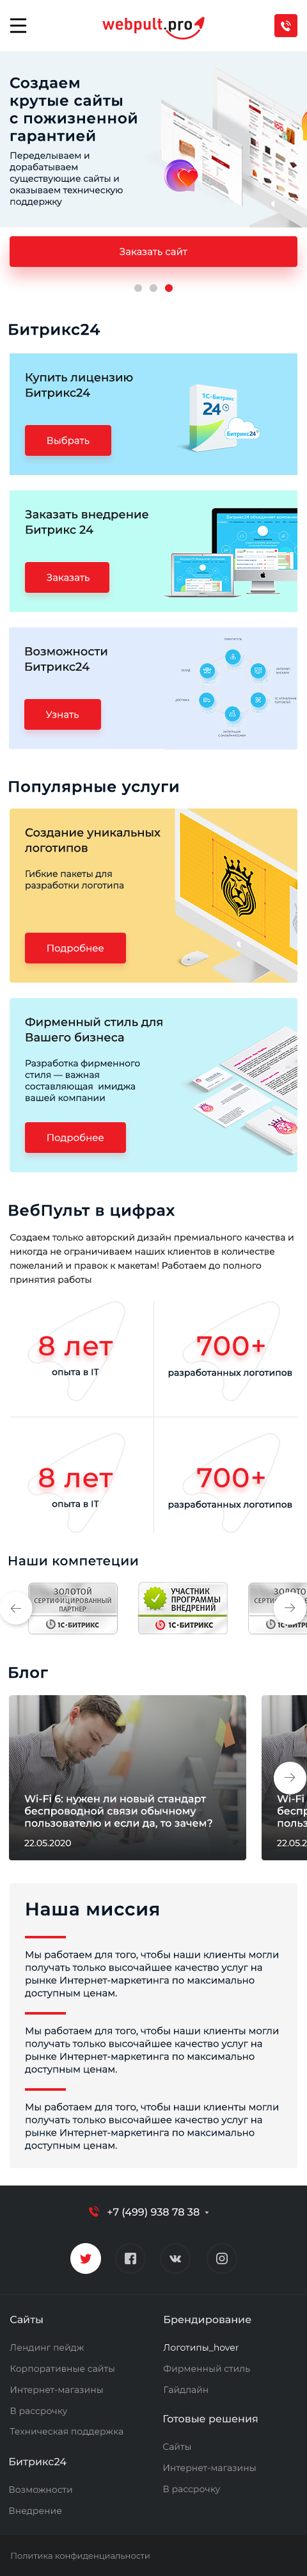 webpult.pro
Создаем
крутые сайты
с пожизненной
гарантией
Переделываем и
дорабатываем
существующие сайты и
оказываем техническую
поддержку
Заказать сайт
Битрикс24
Купить лицензию
Битрикс24
Выбрать
1С-Битрикс
24
Битрикс24
Заказать внедрение
Битрикс 24
Заказать
Возможности
Битрикс24
Узнать
Популярные услуги
Создание уникальных
логотипов
Гибкие пакеты для
разработки логотипа
Подробнее
Фирменный стиль для
Вашего бизнеса
Разработка фирменного
стиля — важная
составляющая имиджа
вашей компании
Подробнее
ВебПульт в цифрах
Создаем только авторский дизайн премиального качества и
никогда не ограничиваем наших клиентов в количестве
пожеланий и правок к макетам! Работаем до полного
принятия работы
8 лет
опыта в IT
700+
разработанных логотипов
8 лет
опыта в IT
700+
разработанных логотипов
Наши компетеции
ЗОЛОТОЙ
СЕРТИФИЦИРОВАННЫЙ
ПАРТНЁР
1С·БИТРИКС
УЧАСТНИК
ПРОГРАММЫ
ВНЕДРЕНИЙ
1С·БИТРИКС
Блог
Wi-Fi 6: нужен ли новый стандарт
беспроводной связи обычному
пользователю и если да, то зачем?
22.05.2020
Wi-Fi
Наша миссия
Мы работаем для того, чтобы наши клиенты могли
получать только высочайшее качество услуг на
рынке Интернет-маркетинга по максимально
доступным ценам.
Мы работаем для того, чтобы наши клиенты могли
получать только высочайшее качество услуг на
рынке Интернет-маркетинга по максимально
доступным ценам.
Мы работаем для того, чтобы наши клиенты могли
получать только высочайшее качество услуг на
рынке Интернет-маркетинга по максимально
доступным ценам.
+7 (499) 938 78 38
Сайты
Лендинг пейдж
Корпоративные сайты
Интернет-магазины
В рассрочку
Техническая поддержка
Битрикс24
Возможности
Внедрение
Брендирование
Логотипы_hover
Фирменный стиль
Гайдлайн
Готовые решения
Сайты
Интернет-магазины
В рассрочку
Политика конфиденциальности